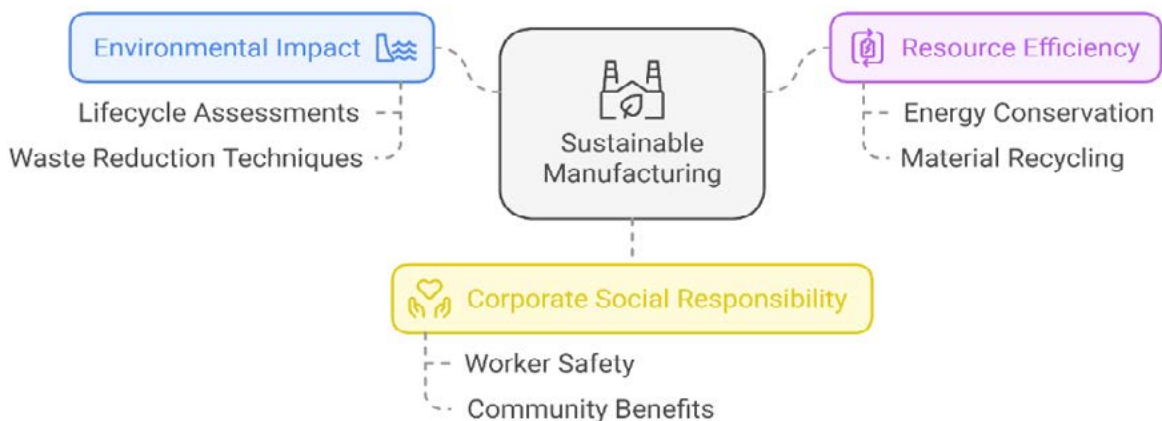 Environmental Impact
Lifecycle Assessments
Waste Reduction Techniques
Sustainable
Manufacturing
Resource Efficiency
Energy Conservation
Material Recycling
Corporate Social Responsibility
Worker Safety
Community Benefits